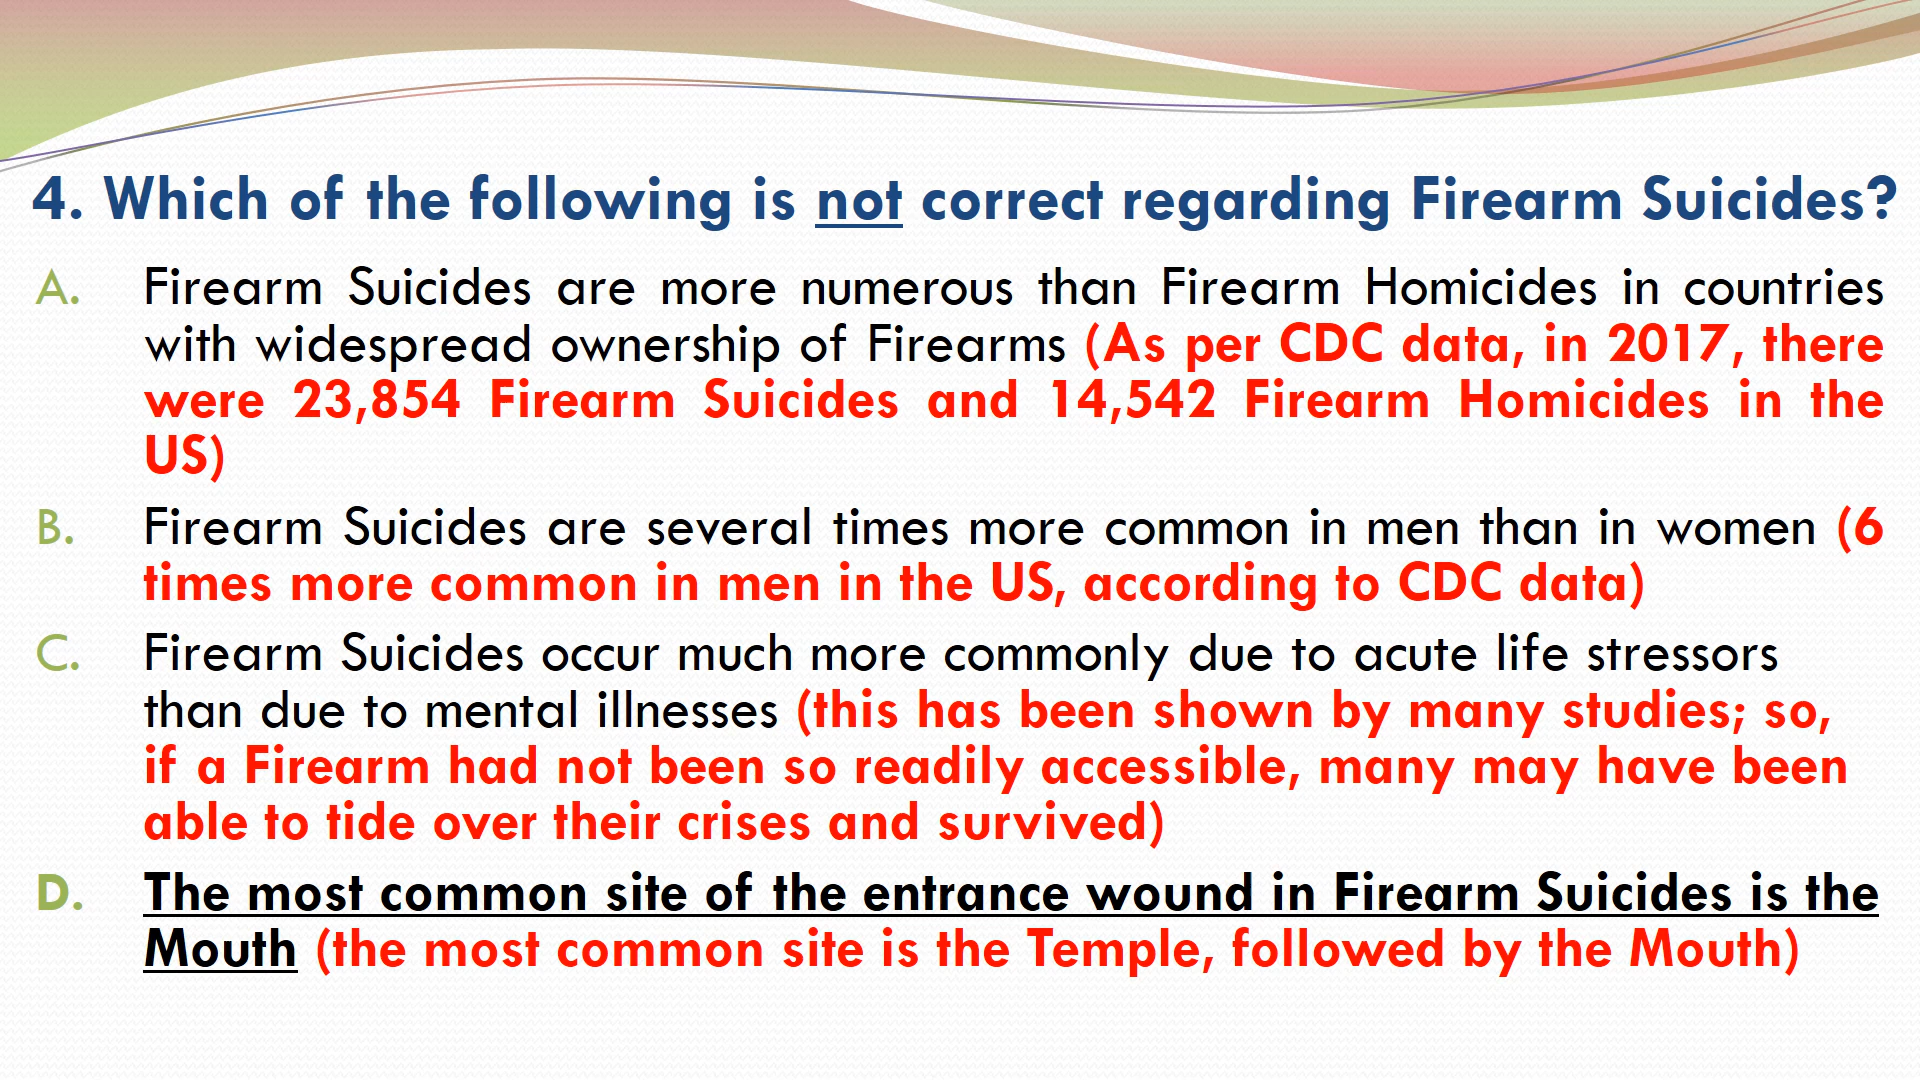 4. Which of the following is not correct regarding Firearm Suicides?
A. Firearm Suicides are more numerous than Firearm Homicides in countries
with widespread ownership of Firearms (As per CDC data, in 2017, there
were 23,854 Firearm Suicides and 14,542 Firearm Homicides in the
US)
B. Firearm Suicides are several times more common in men than in women (6
times more common in men in the US, according to CDC data)
C. Firearm Suicides occur much more commonly due to acute life stressors
than due to mental illnesses (this has been shown by many studies; so,
if a Firearm had not been so readily accessible, many may have been
able to tide over their crises and survived)
D. The most common site of the entrance wound in Firearm Suicides is the
Mouth (the most common site is the Temple, followed by the Mouth)